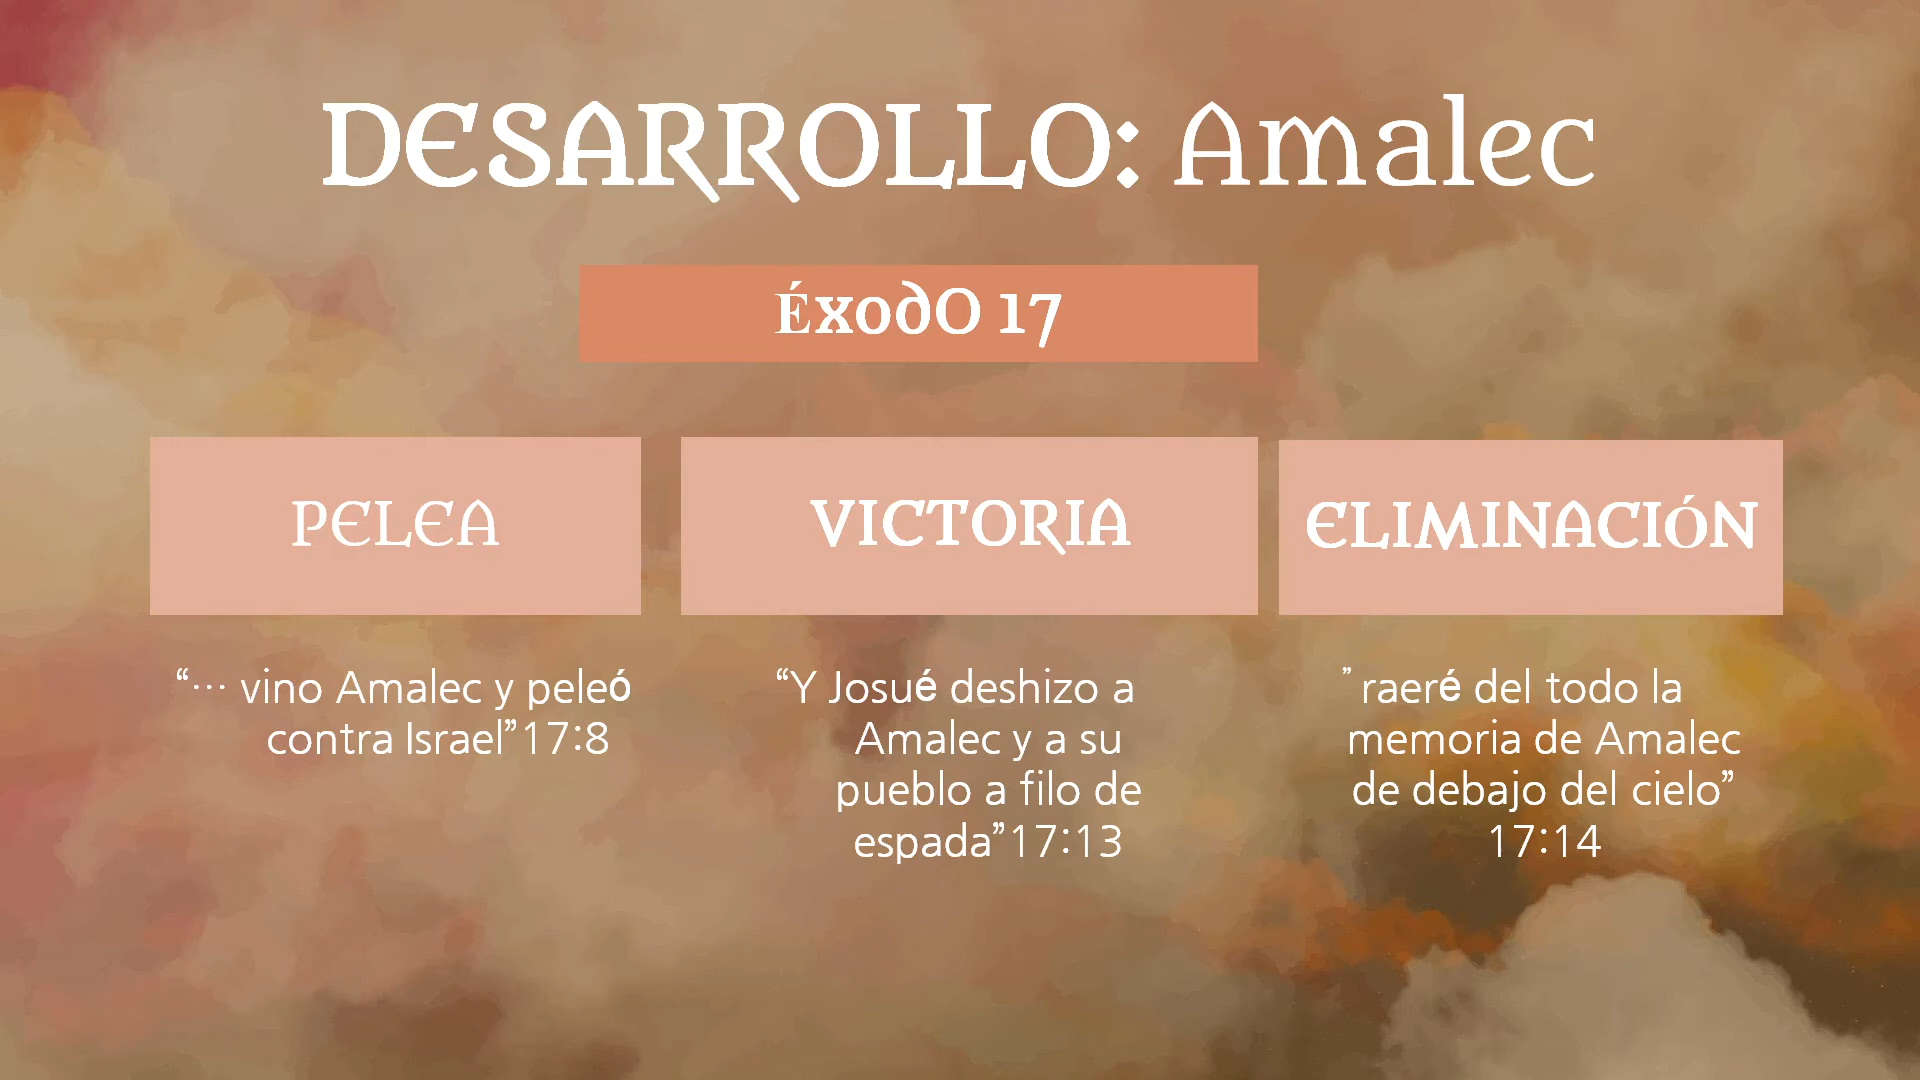 DESARROLLO: Amalec
ÉxodO 17
PELEA
VICTORIA
ELIMINACIÓN
“… vino Amalec y peleó
contra Israel”17:8
“Y Josué deshizo a
Amalec y a su
pueblo a filo de
espada”17:13
” raeré del todo la
memoria de Amalec
de debajo del cielo”
17:14